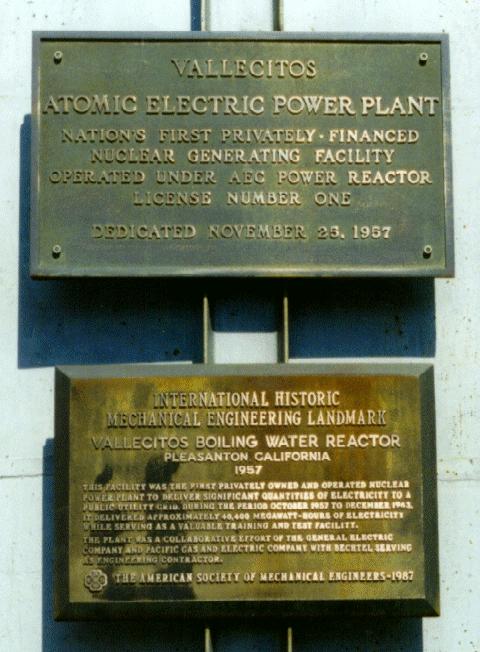 VALLECITOS
ATOMIC ELECTRIC POWER PLANT
NATION'S FIRST PRIVATELY-FINANCED
NUCLEAR GENERATING FACILITY
OPERATED UNDER AEC POWER REACTOR
LICENSE NUMBER ONE
DEDICATED NOVEMBER 25, 1957
INTERNATIONAL HISTORIC
MECHANICAL ENGINEERING LANDMARK
VALLECITOS BOILING WATER REACTOR
PLEASANTON CALIFORNIA
1957
THIS FACILITY WAS THE FIRST PRIVATELY OWNED AND OPERATED NUCLEAR
POWER PLANT TO DELIVER SIGNIFICANT QUANTITIES OF ELECTRICITY TO A
PUBLIC UTILITY GRID. DURING THE PERIOD OCTOBER 1957 TO DECEMBER 1963,
IT DELIVERED APPROXIMATELY 40,400 MEGAWATT-HOURS OF ELECTRICITY
WHILE SERVING AS A VALUABLE TRAINING AND TEST FACILITY.
THE PLANT WAS A COLLABORATIVE EFFORT OF THE GENERAL ELECTRIC
COMPANY AND PACIFIC GAS AND ELECTRIC COMPANY WITH BECHTEL SERVING
AS ENGINEERING CONTRACTOR.
THE AMERICAN SOCIETY OF MECHANICAL ENGINEERS-1987